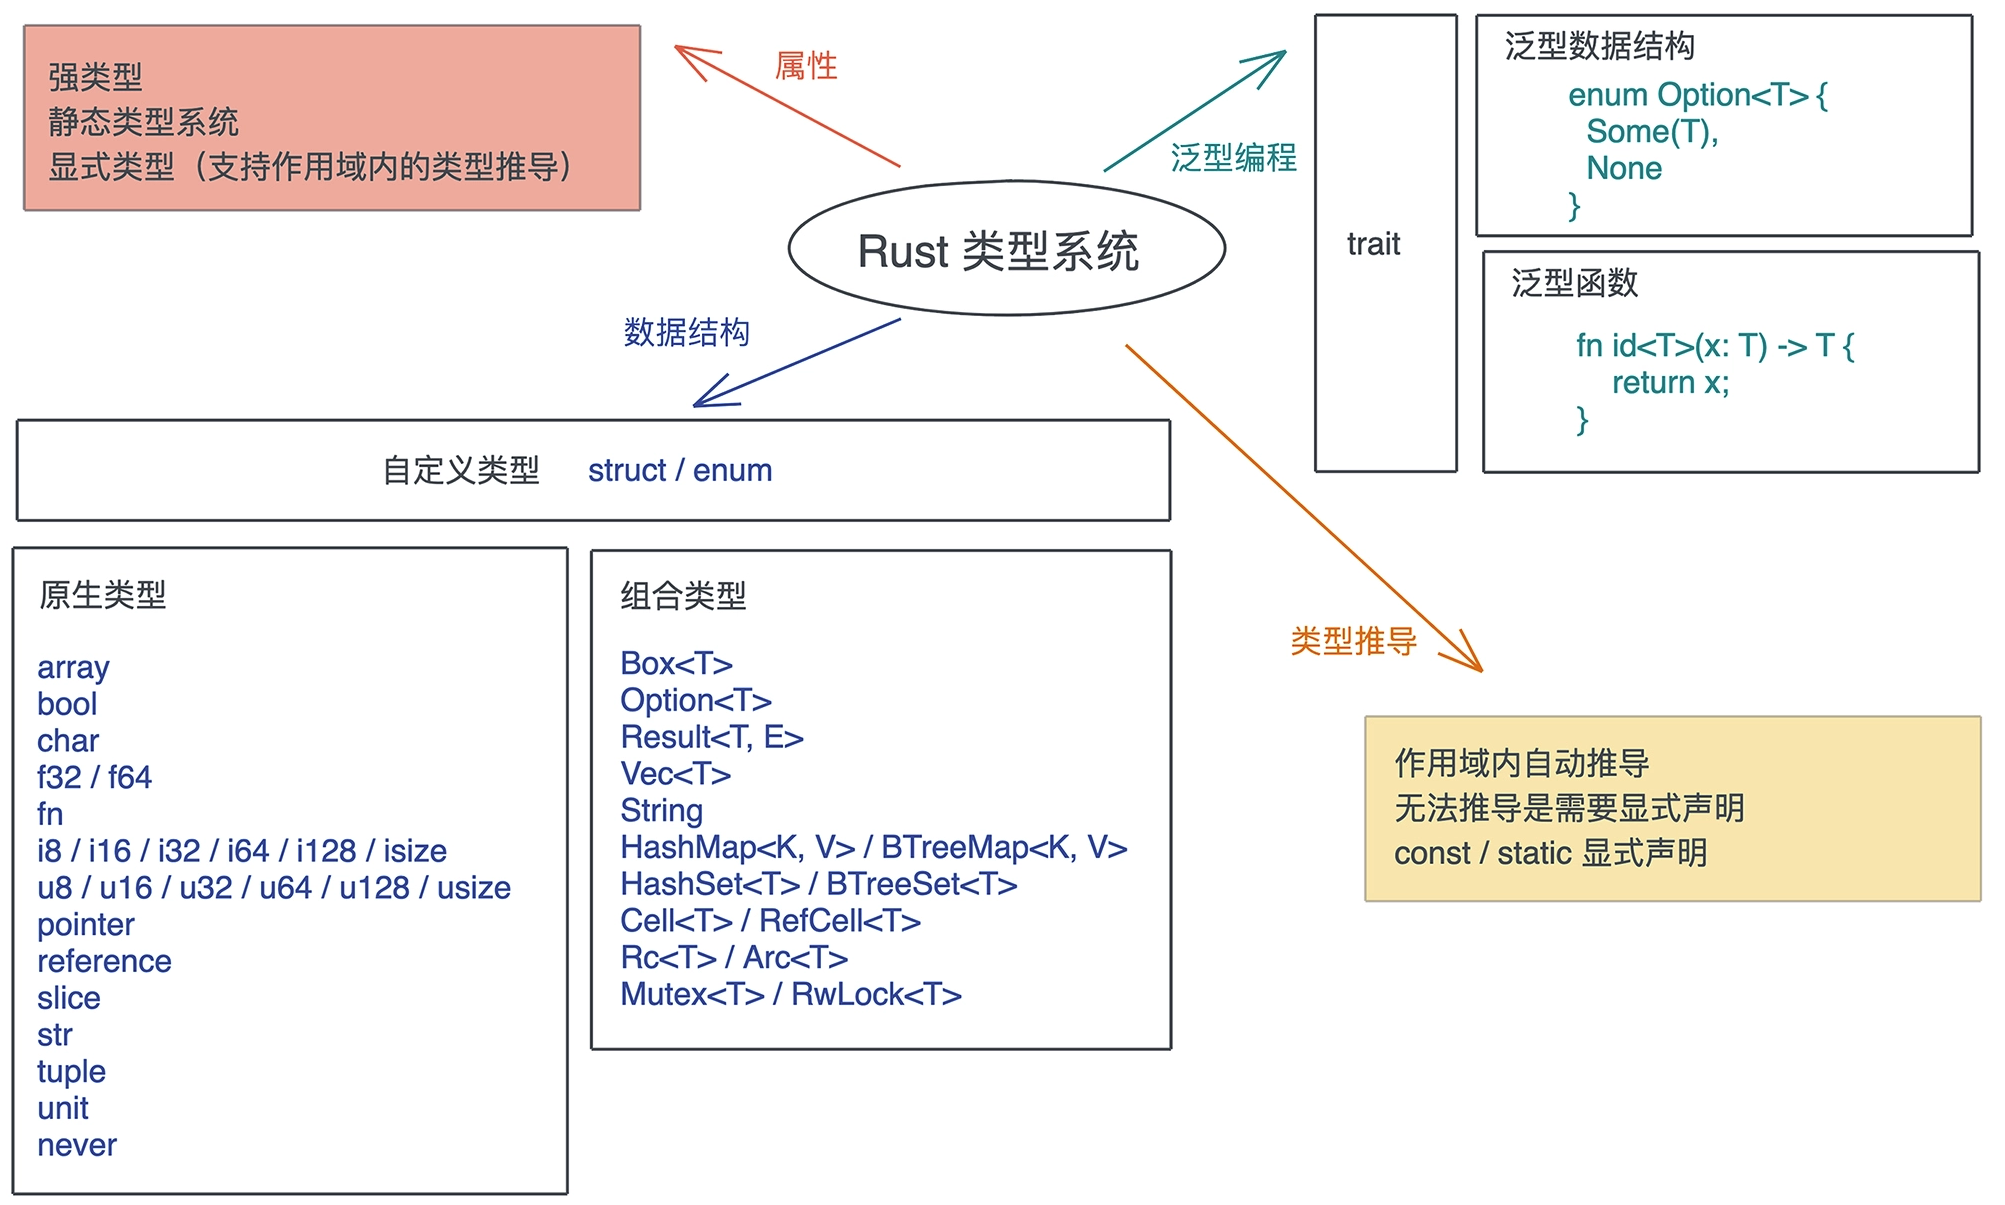 强类型
静态类型系统
显式类型（支持作用域内的类型推导）
属性
泛型编程
Rust 类型系统
数据结构
类型推导
trait
泛型数据结构
enum Option<T> {
Some(T),
None
}
泛型函数
fn id<T>(x: T) -> T {
return x;
}
自定义类型 struct / enum
原生类型
array
bool
char
f32 / f64
fn
i8 / i16 / i32 / i64 / i128 / isize
u8 / u16 / u32 / u64 / u128 / usize
pointer
reference
slice
str
tuple
unit
never
组合类型
Box<T>
Option<T>
Result<T, E>
Vec<T>
String
HashMap<K, V> / BTreeMap<K, V>
HashSet<T> / BTreeSet<T>
Cell<T> / RefCell<T>
Rc<T> / Arc<T>
Mutex<T> / RwLock<T>
作用域内自动推导
无法推导是需要显式声明
const / static 显式声明